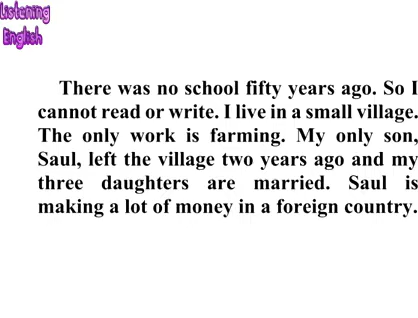 Listening
English
There was no school fifty years ago. So I
cannot read or write. I live in a small village.
The only work is farming. My only son,
Saul, left the village two years ago and my
three daughters are married. Saul is
making a lot of money in a foreign country.